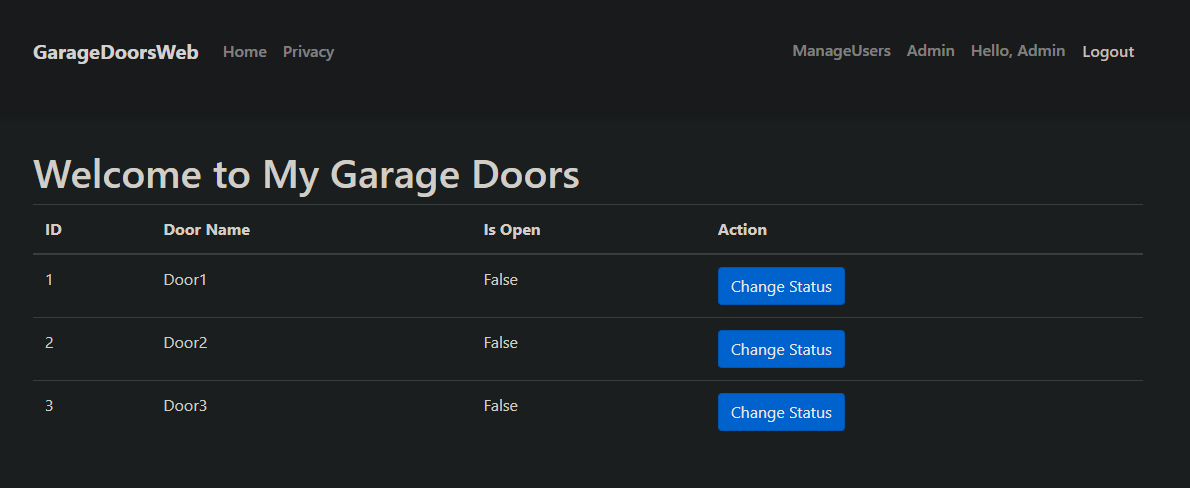 GarageDoorsWeb Home Privacy ManageUsers Admin Hello, Admin Logout
Welcome to My Garage Doors
ID Door Name Is Open Action
1 Door1 False Change Status
2 Door2 False Change Status
3 Door3 False Change Status